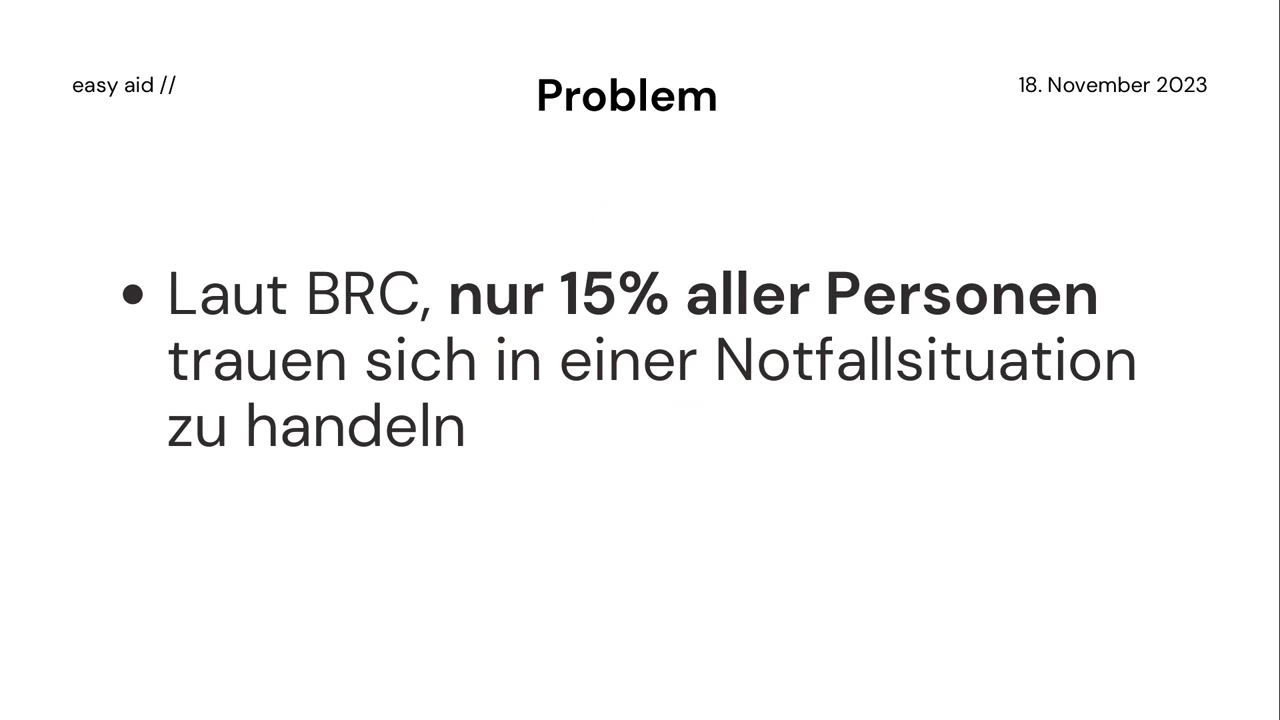 easy aid //
Problem
18. November 2023
• Laut BRC, nur 15% aller Personen
trauen sich in einer Notfallsituation
zu handeln